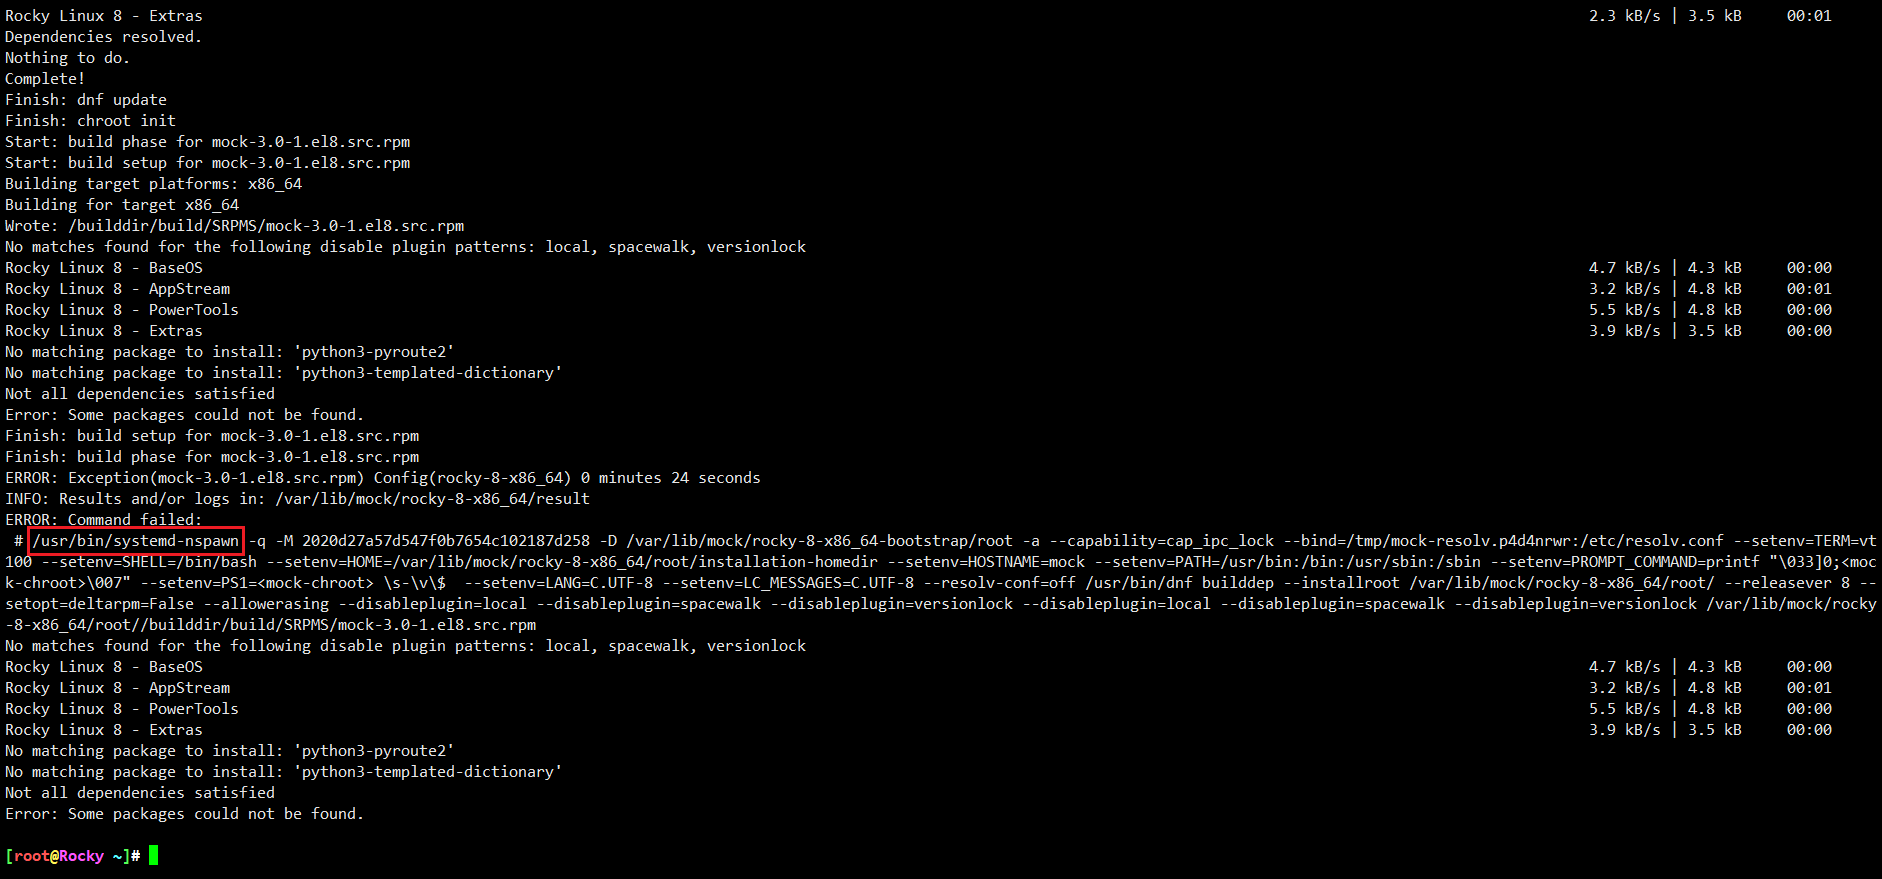 Rocky Linux 8 - Extras 2.3 kB/s | 3.5 kB 00:01
Dependencies resolved.
Nothing to do.
Complete!
Finish: dnf update
Finish: chroot init
Start: build phase for mock-3.0-1.el8.src.rpm
Start: build setup for mock-3.0-1.el8.src.rpm
Building target platforms: x86_64
Building for target x86_64
Wrote: /builddir/build/SRPMS/mock-3.0-1.el8.src.rpm
No matches found for the following disable plugin patterns: local, spacewalk, versionlock
Rocky Linux 8 - BaseOS 4.7 kB/s | 4.3 kB 00:00
Rocky Linux 8 - AppStream 3.2 kB/s | 4.8 kB 00:01
Rocky Linux 8 - PowerTools 5.5 kB/s | 4.8 kB 00:00
Rocky Linux 8 - Extras 3.9 kB/s | 3.5 kB 00:00
No matching package to install: 'python3-pyroute2'
No matching package to install: 'python3-templated-dictionary'
Not all dependencies satisfied
Error: Some packages could not be found.
Finish: build setup for mock-3.0-1.el8.src.rpm
Finish: build phase for mock-3.0-1.el8.src.rpm
ERROR: Exception(mock-3.0-1.el8.src.rpm) Config(rocky-8-x86_64) 0 minutes 24 seconds
INFO: Results and/or logs in: /var/lib/mock/rocky-8-x86_64/result
ERROR: Command failed:
 # /usr/bin/systemd-nspawn -q -M 2020d27a57d547f0b7654c102187d258 -D /var/lib/mock/rocky-8-x86_64-bootstrap/root -a --capability=cap_ipc_lock --bind=/tmp/mock-resolv.p4d4nrwr:/etc/resolv.conf --setenv=TERM=vt
100 --setenv=SHELL=/bin/bash --setenv=HOME=/var/lib/mock/rocky-8-x86_64/root/installation-homedir --setenv=HOSTNAME=mock --setenv=PATH=/usr/bin:/bin:/usr/sbin:/sbin --setenv=PROMPT_COMMAND=printf "\033]0;<moc
k-chroot>\007" --setenv=PS1=<mock-chroot> \s-\v\$  --setenv=LANG=C.UTF-8 --setenv=LC_MESSAGES=C.UTF-8 --resolv-conf=off /usr/bin/dnf builddep --installroot /var/lib/mock/rocky-8-x86_64/root/ --releasever 8 --
setopt=deltarpm=False --allowerasing --disableplugin=local --disableplugin=spacewalk --disableplugin=versionlock --disableplugin=local --disableplugin=spacewalk --disableplugin=versionlock /var/lib/mock/rocky
-8-x86_64/root//builddir/build/SRPMS/mock-3.0-1.el8.src.rpm
No matches found for the following disable plugin patterns: local, spacewalk, versionlock
Rocky Linux 8 - BaseOS 4.7 kB/s | 4.3 kB 00:00
Rocky Linux 8 - AppStream 3.2 kB/s | 4.8 kB 00:01
Rocky Linux 8 - PowerTools 5.5 kB/s | 4.8 kB 00:00
Rocky Linux 8 - Extras 3.9 kB/s | 3.5 kB 00:00
No matching package to install: 'python3-pyroute2'
No matching package to install: 'python3-templated-dictionary'
Not all dependencies satisfied
Error: Some packages could not be found.
[root@Rocky ~]#